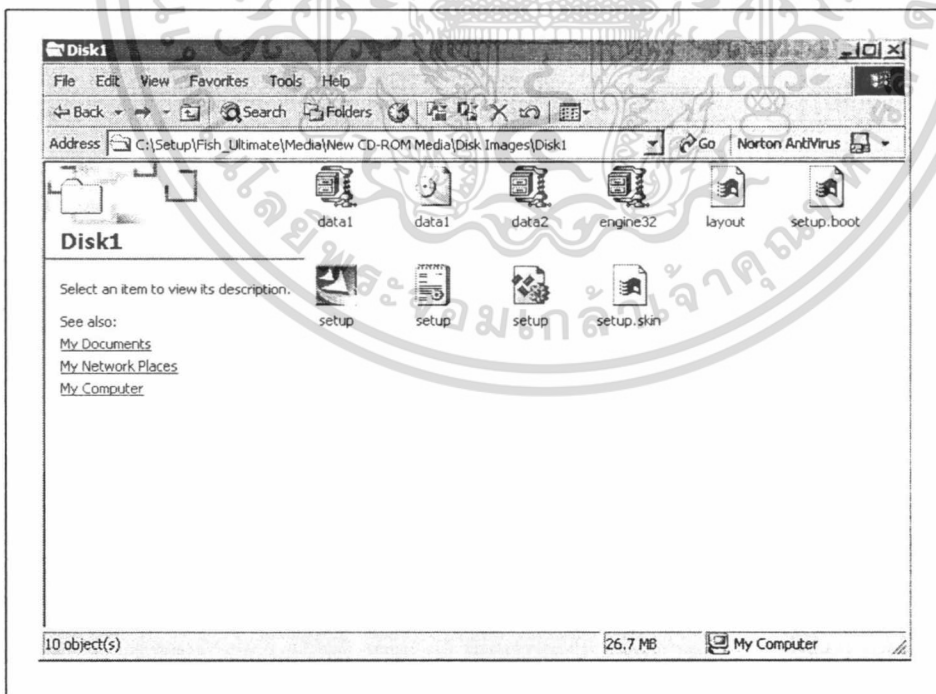 Disk1
File Edit View Favorites Tools Help
Back Search Folders
Address C:\Setup\Fish_Ultimate\Media\New CD-ROM Media\Disk Images\Disk1 Go Norton AntiVirus
data1 data1 data2 engine32 layout setup.boot
Disk1
setup setup setup setup.skin
Select an item to view its description.
See also:
My Documents
My Network Places
My Computer
10 object(s) 26.7 MB My Computer